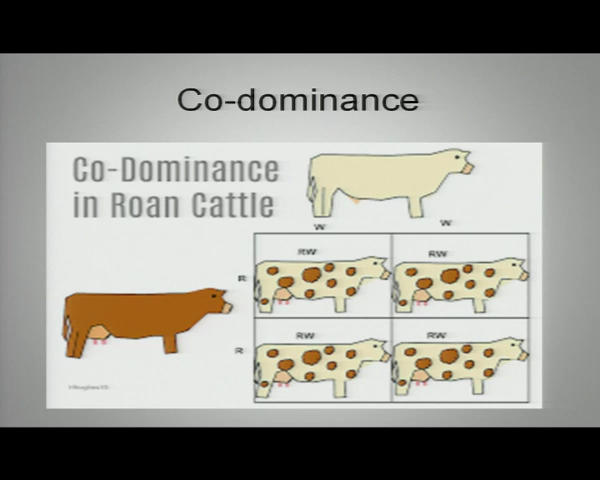 Co-dominance
Co-Dominance
in Roan Cattle
W W
RW RW
R
RW RW
R